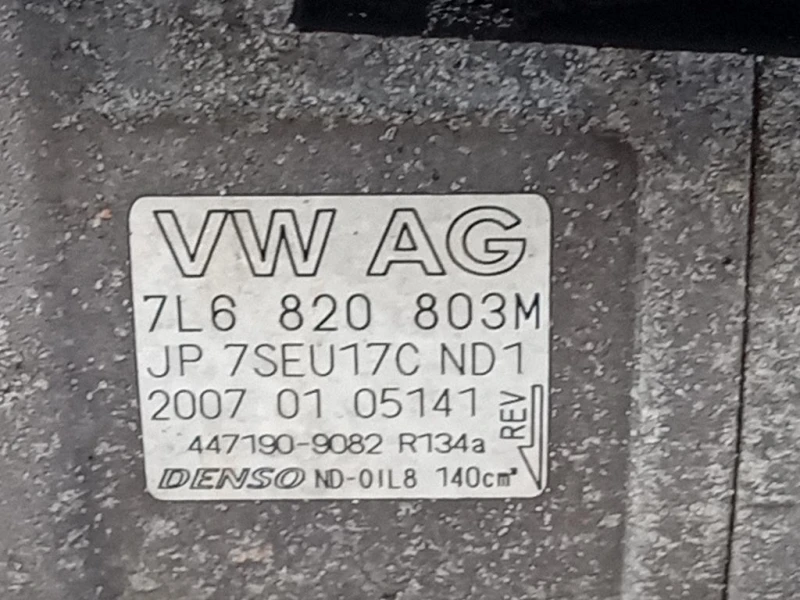 VW AG
7L6 820 803M
JP 7SEU17C ND1
2007 01 05141
REV
447190-9082 R134a
DENSO ND-OIL8 140cm³